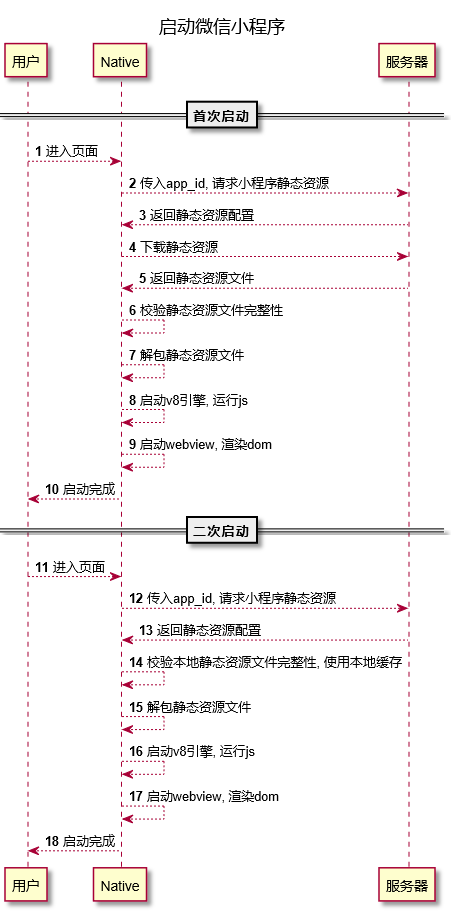 启动微信小程序
用户 Native 服务器
首次启动
1 进入页面
2 传入app_id, 请求小程序静态资源
3 返回静态资源配置
4 下载静态资源
5 返回静态资源文件
6 校验静态资源文件完整性
7 解包静态资源文件
8 启动v8引擎, 运行js
9 启动webview, 渲染dom
10 启动完成
二次启动
11 进入页面
12 传入app_id, 请求小程序静态资源
13 返回静态资源配置
14 校验本地静态资源文件完整性, 使用本地缓存
15 解包静态资源文件
16 启动v8引擎, 运行js
17 启动webview, 渲染dom
18 启动完成
用户 Native 服务器